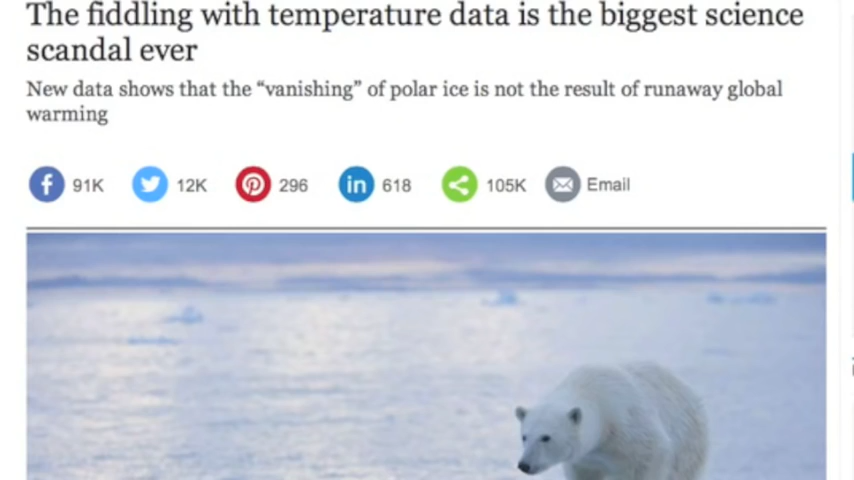 The fiddling with temperature data is the biggest science
scandal ever
New data shows that the “vanishing” of polar ice is not the result of runaway global
warming
91K 12K 296 618 105K Email